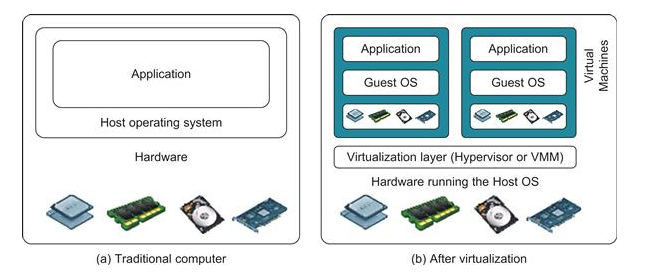 Application
Host operating system
Hardware
(a) Traditional computer
Application
Guest OS
Application
Guest OS
Virtual
Machines
Virtualization layer (Hypervisor or VMM)
Hardware running the Host OS
(b) After virtualization